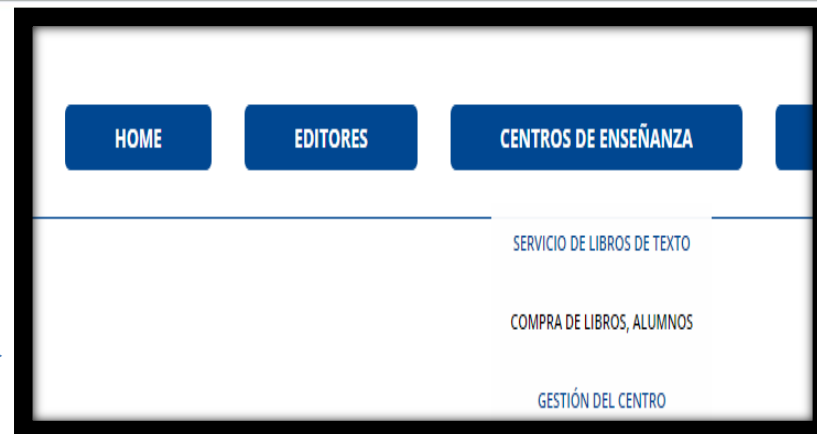 HOME
EDITORES
CENTROS DE ENSEÑANZA
SERVICIO DE LIBROS DE TEXTO
COMPRA DE LIBROS, ALUMNOS
GESTIÓN DEL CENTRO